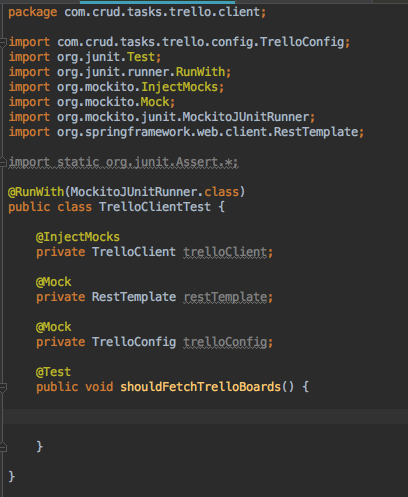 package com.crud.tasks.trello.client;
import com.crud.tasks.trello.config.TrelloConfig;
import org.junit.Test;
import org.junit.runner.RunWith;
import org.mockito.InjectMocks;
import org.mockito.Mock;
import org.mockito.junit.MockitoJUnitRunner;
import org.springframework.web.client.RestTemplate;
import static org.junit.Assert.*;
@RunWith(MockitoJUnitRunner.class)
public class TrelloClientTest {
@InjectMocks
private TrelloClient trelloClient;
@Mock
private RestTemplate restTemplate;
@Mock
private TrelloConfig trelloConfig;
@Test
public void shouldFetchTrelloBoards() {
}
}